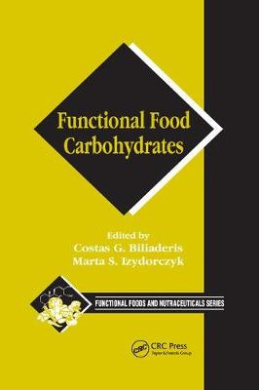 Functional Food
Carbohydrates
Edited by
Costas G. Biliaderis
Marta S. Izydorczyk
FUNCTIONAL FOODS AND NUTRACEUTICALS SERIES
CRC Press
Taylor & Francis Group